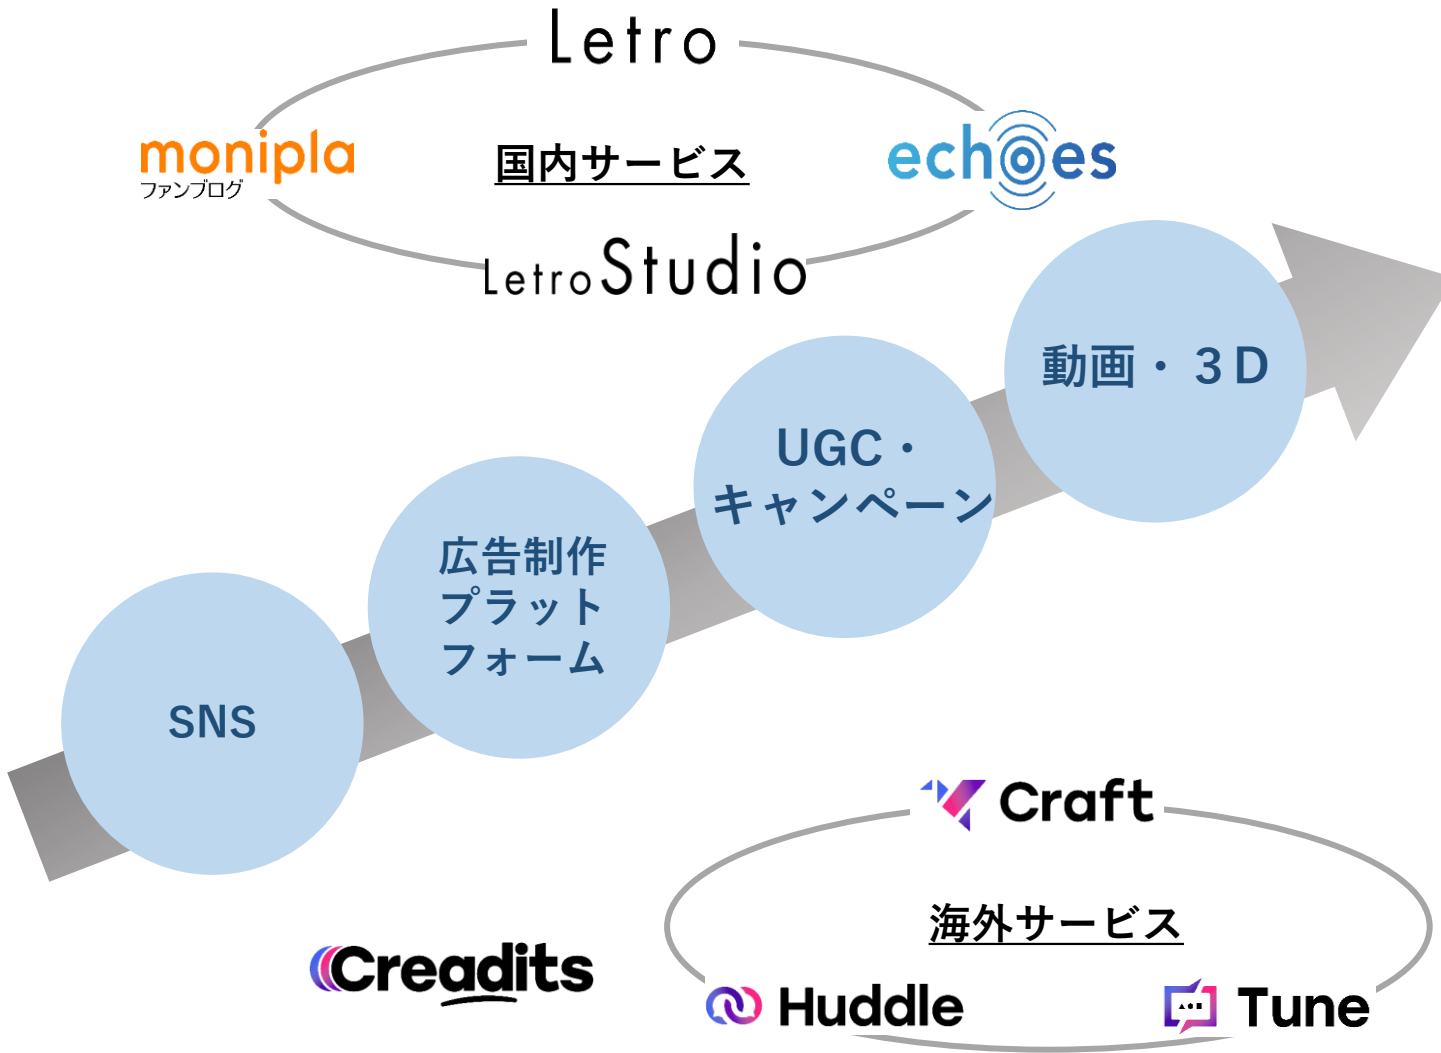 Letro
monipla
ファンブログ
国内サービス
echoes
LetroStudio
動画・３D
UGC・
キャンペーン
広告制作
プラット
フォーム
SNS
Craft
海外サービス
Creadits
Huddle
Tune